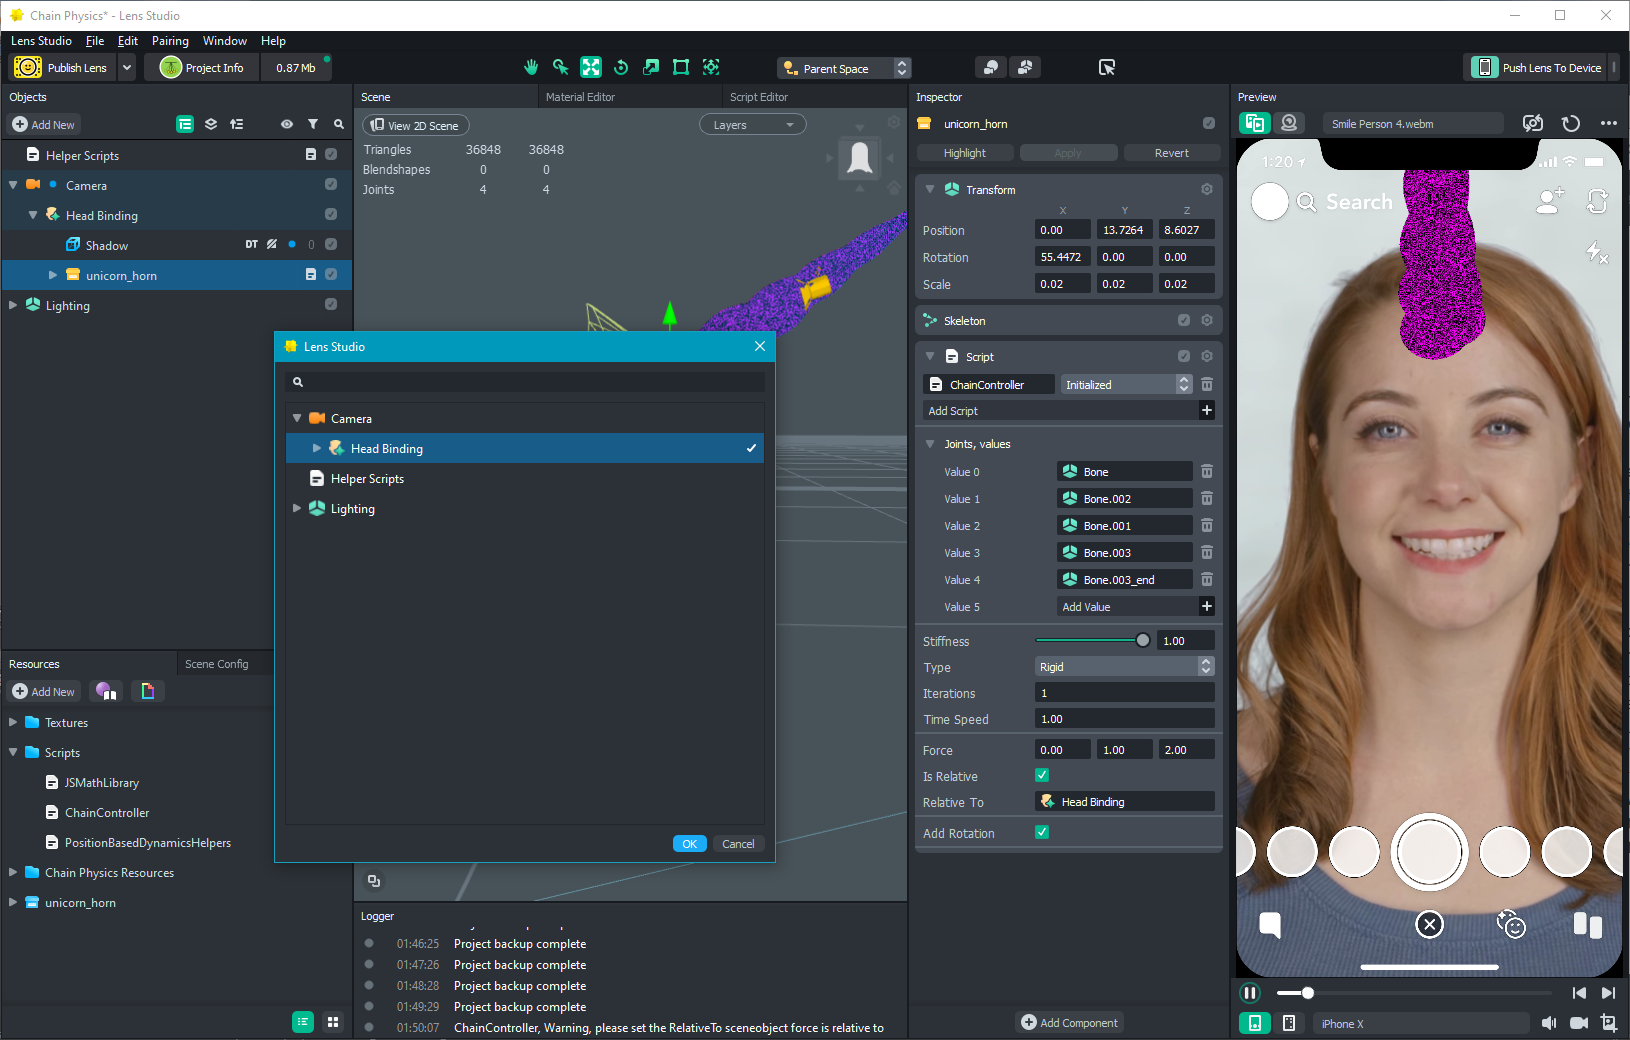 Chain Physics* - Lens Studio
Lens Studio File Edit Pairing Window Help
Publish Lens Project Info 0.87 Mb Parent Space Push Lens To Device
Objects
Add New
Helper Scripts
Camera
Head Binding
Shadow DT 0
unicorn_horn
Lighting
Scene Material Editor Script Editor
View 2D Scene Layers
Triangles 36848 36848
Blendshapes 0 0
Joints 4 4
Lens Studio
Camera
Head Binding
Helper Scripts
Lighting
OK Cancel
Resources Scene Config
Add New
Textures
Scripts
JSMathLibrary
ChainController
PositionBasedDynamicsHelpers
Chain Physics Resources
unicorn_horn
Logger
01:46:25 Project backup complete
01:47:26 Project backup complete
01:48:28 Project backup complete
01:49:29 Project backup complete
01:50:07 ChainController, Warning, please set the RelativeTo sceneobject force is relative to
Inspector
unicorn_horn
Highlight Apply Revert
Transform
X Y Z
Position 0.00 13.7264 8.6027
Rotation 55.4472 0.00 0.00
Scale 0.02 0.02 0.02
Skeleton
Script
ChainController Initialized
Add Script
Joints, values
Value 0 Bone
Value 1 Bone.002
Value 2 Bone.001
Value 3 Bone.003
Value 4 Bone.003_end
Value 5 Add Value
Stiffness 1.00
Type Rigid
Iterations 1
Time Speed 1.00
Force 0.00 1.00 2.00
Is Relative
Relative To Head Binding
Add Rotation
Add Component
Preview
Smile Person 4.webm
1:20
Search
iPhone X